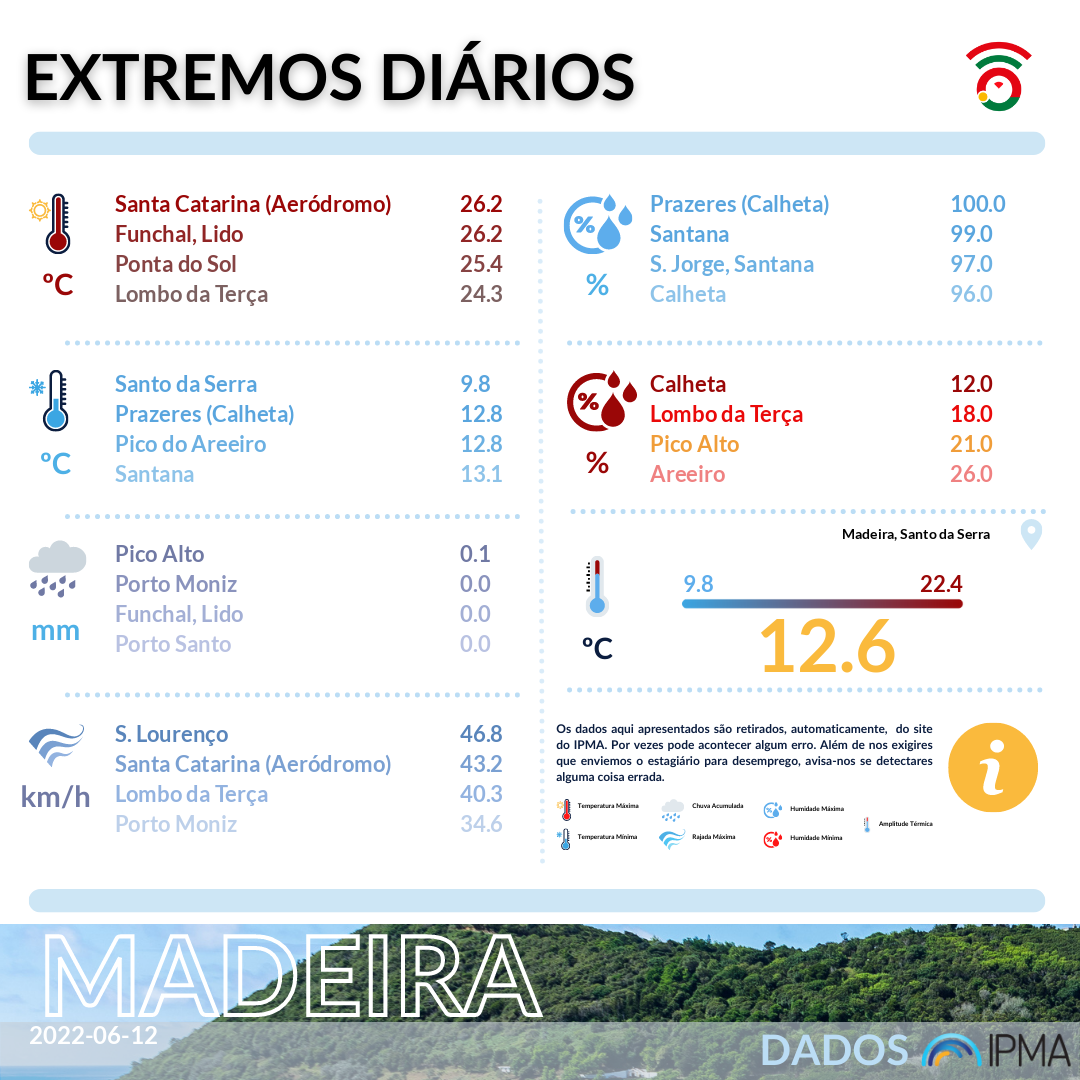 EXTREMOS DIÁRIOS
Santa Catarina (Aeródromo) 26.2
Funchal, Lido 26.2
Ponta do Sol 25.4
Lombo da Terça 24.3
ºC
Santo da Serra 9.8
Prazeres (Calheta) 12.8
Pico do Areeiro 12.8
Santana 13.1
ºC
Pico Alto 0.1
Porto Moniz 0.0
Funchal, Lido 0.0
Porto Santo 0.0
mm
S. Lourenço 46.8
Santa Catarina (Aeródromo) 43.2
Lombo da Terça 40.3
Porto Moniz 34.6
km/h
%
Prazeres (Calheta) 100.0
Santana 99.0
S. Jorge, Santana 97.0
Calheta 96.0
%
%
Calheta 12.0
Lombo da Terça 18.0
Pico Alto 21.0
Areeiro 26.0
%
Madeira, Santo da Serra
9.8 22.4
12.6
ºC
Os dados aqui apresentados são retirados, automaticamente, do site
do IPMA. Por vezes pode acontecer algum erro. Além de nos exigires
que enviemos o estagiário para desemprego, avisa-nos se detectares
alguma coisa errada.
i
Temperatura Máxima
Chuva Acumulada
Humidade Máxima
Amplitude Térmica
Temperatura Mínima
Rajada Máxima
Humidade Mínima
MADEIRA
2022-06-12
DADOS IPMA